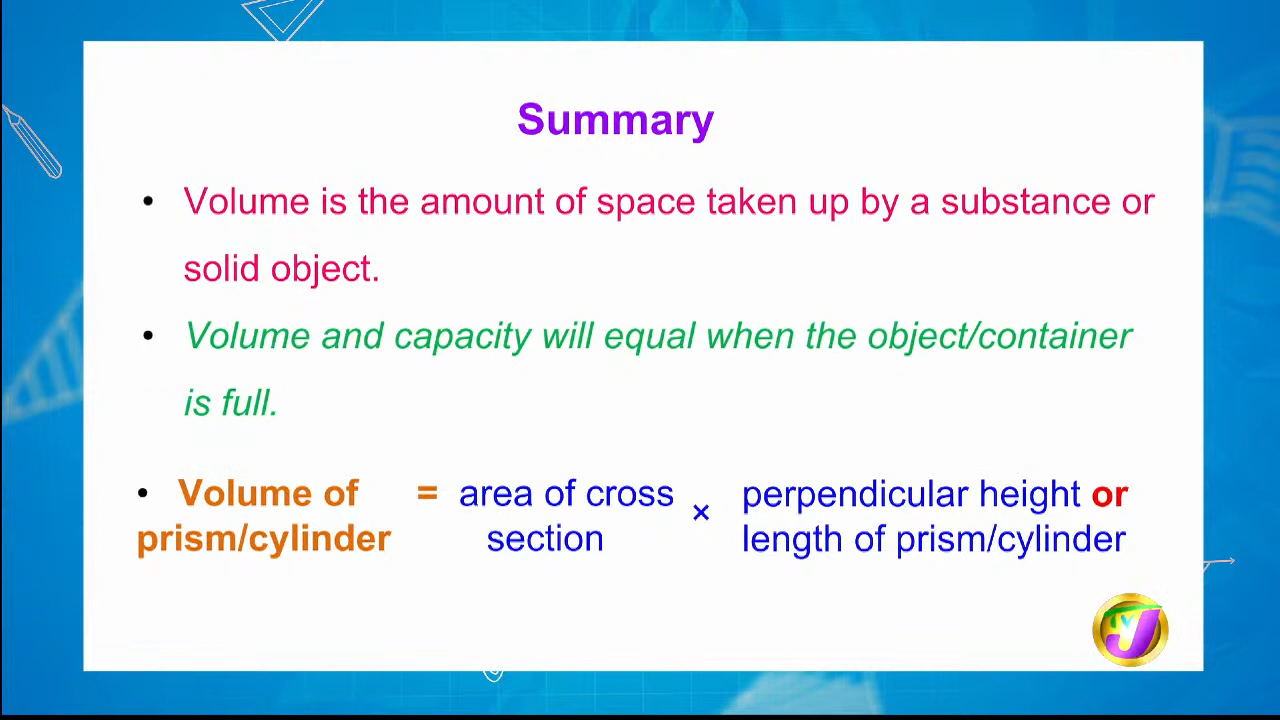 Summary
• Volume is the amount of space taken up by a substance or
solid object.
• Volume and capacity will equal when the object/container
is full.
• Volume of = area of cross × perpendicular height or
prism/cylinder section length of prism/cylinder
TVJ